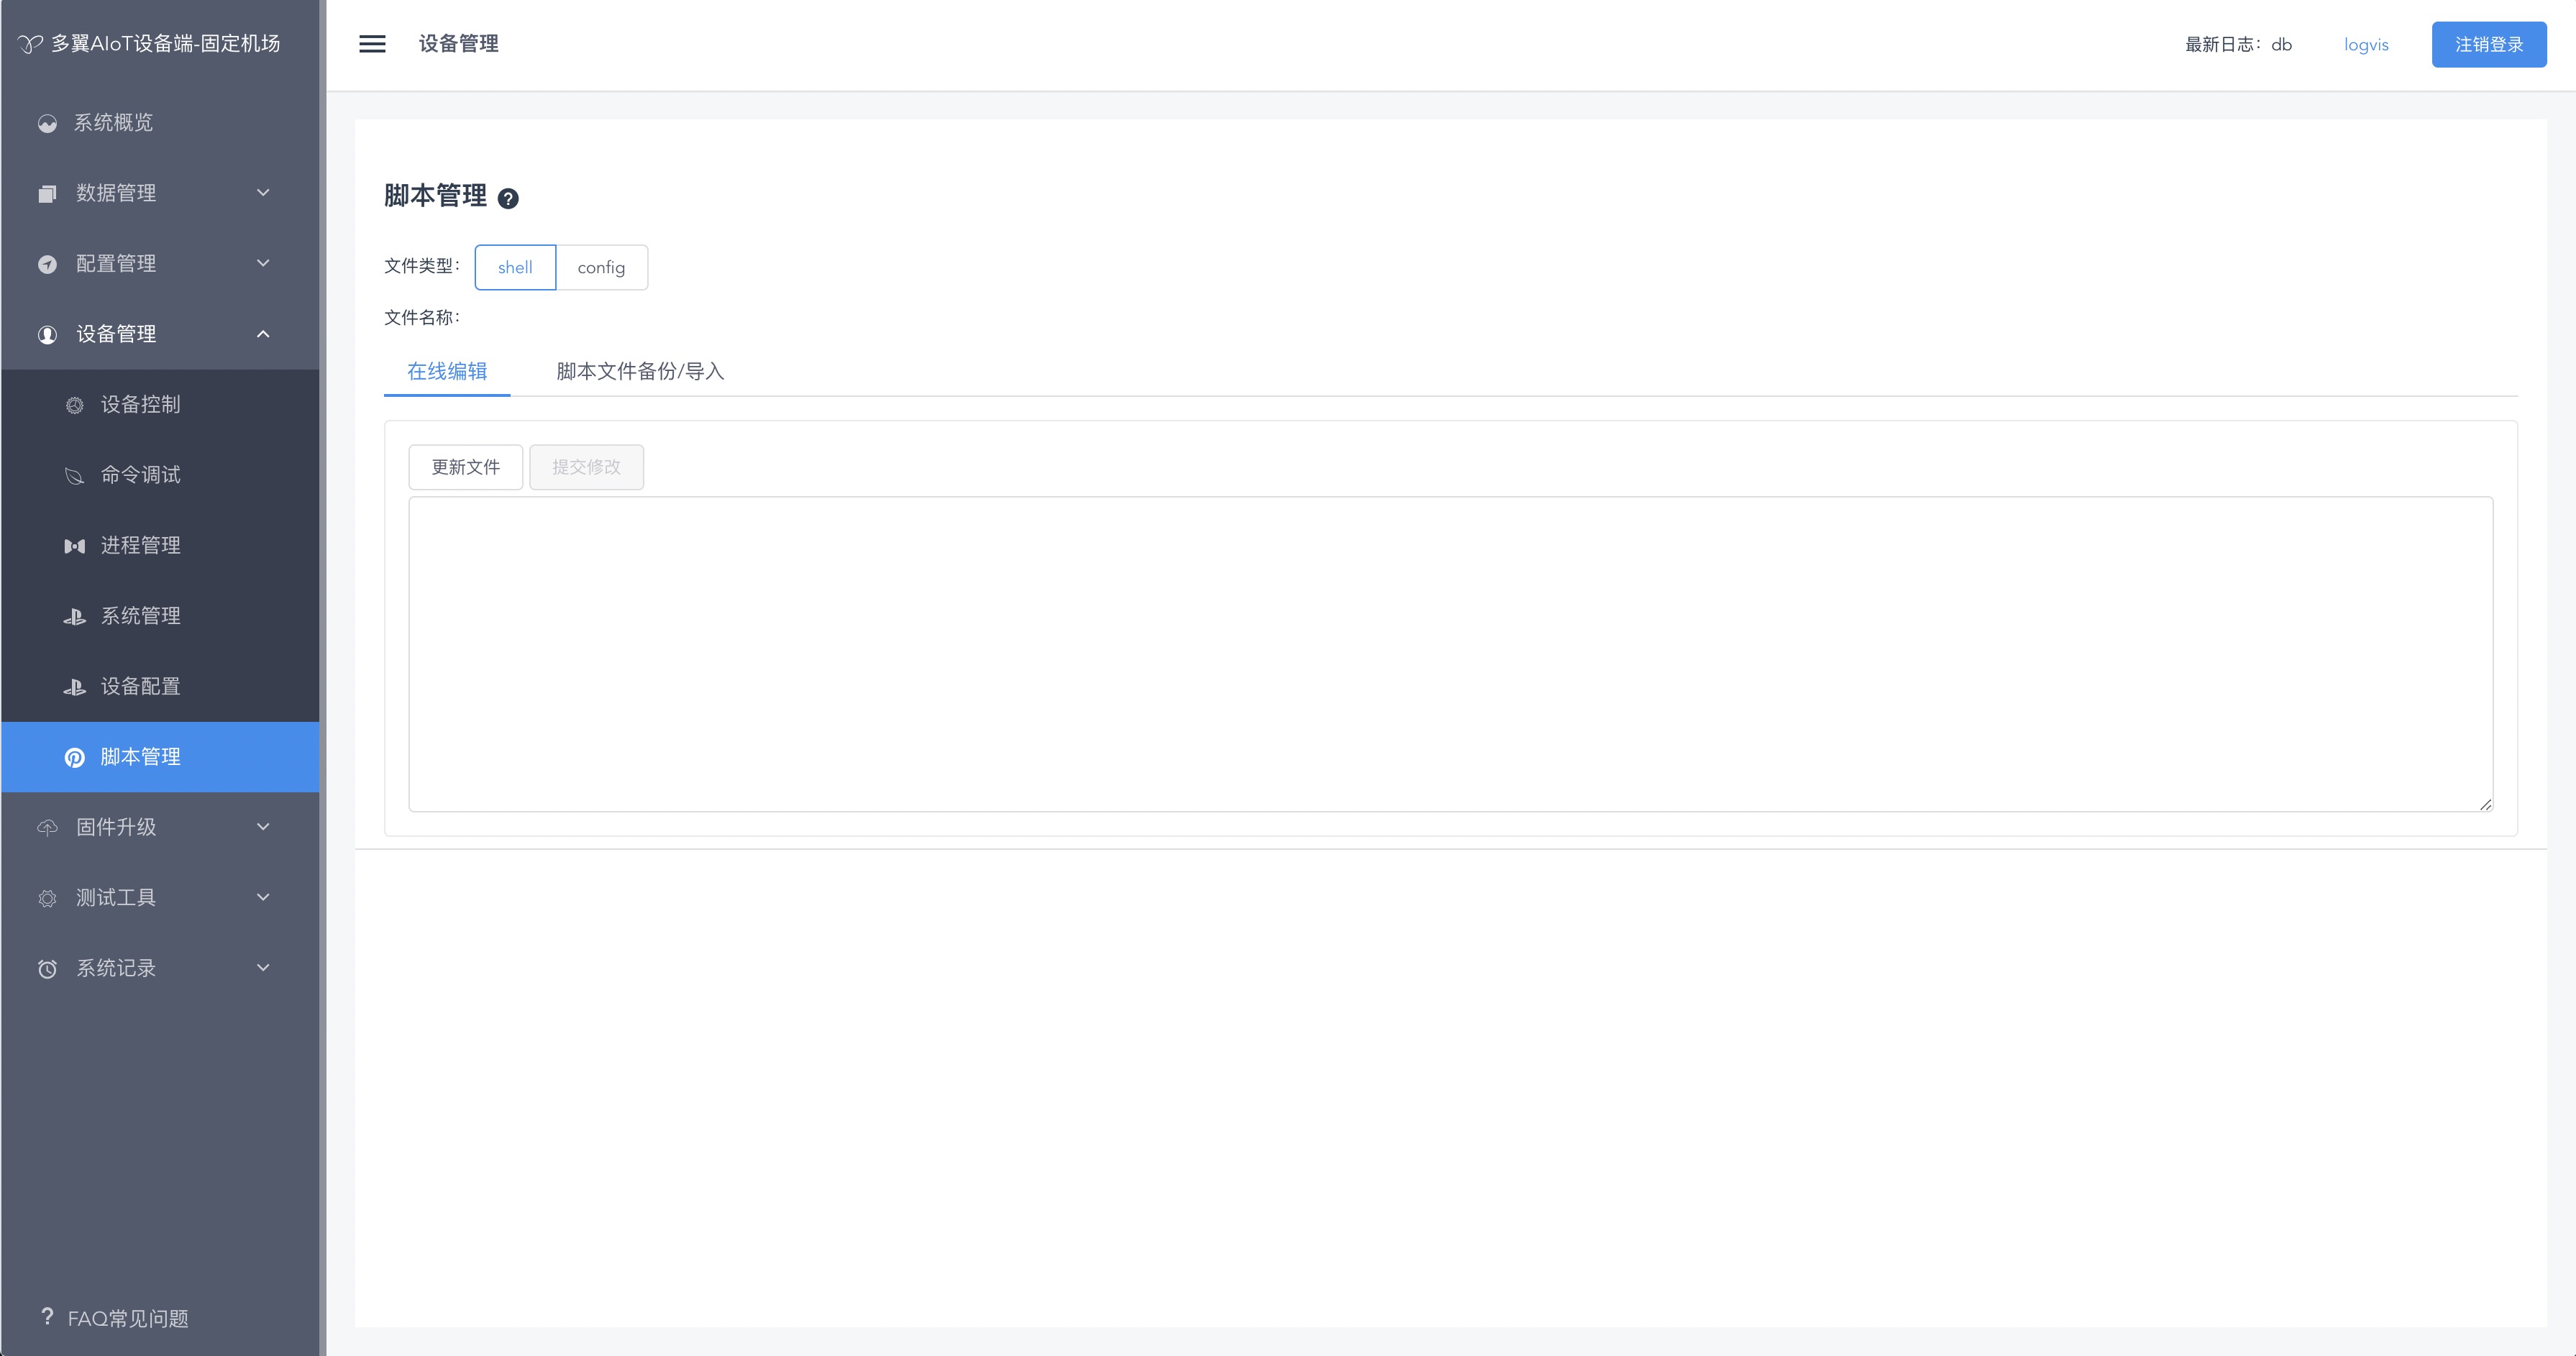 多翼AIoT设备端-固定机场
系统概览
数据管理
配置管理
设备管理
设备控制
命令调试
进程管理
系统管理
设备配置
脚本管理
固件升级
测试工具
系统记录
? FAQ常见问题
设备管理
最新日志：db logvis 注销登录
脚本管理 ?
文件类型： shell config
文件名称：
在线编辑 脚本文件备份/导入
更新文件 提交修改